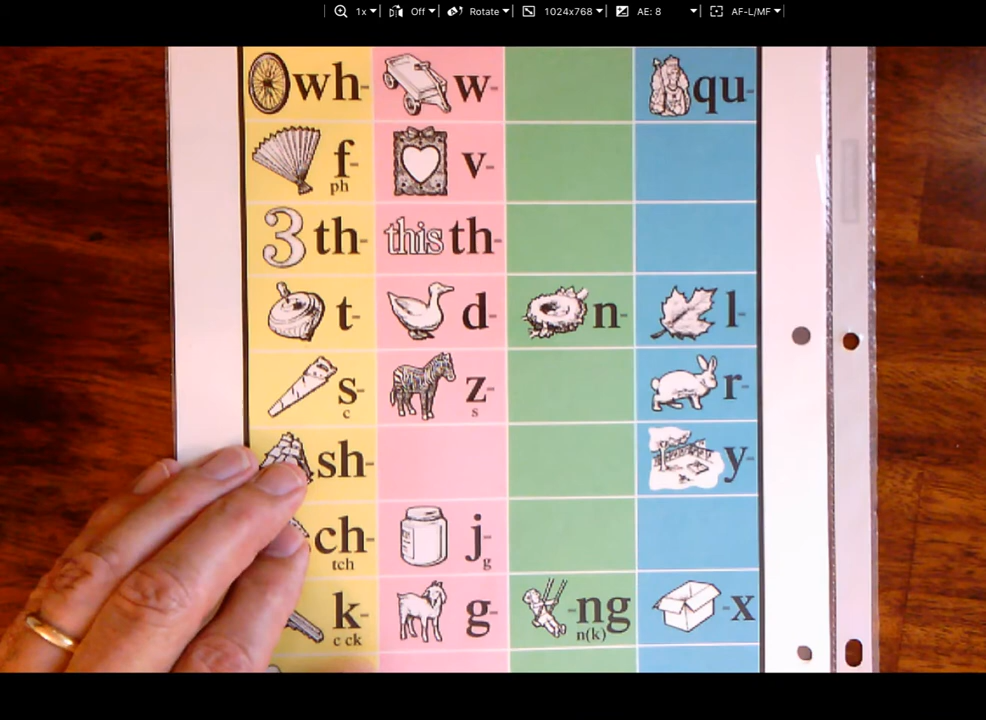 1x Off Rotate 1024x768 AE: 8 AF-L/MF
wh- w- qu-
f- v-
ph
3 th- this th-
t- d- n- l-
s- z- r-
c s
sh- y-
ch- j-
tch g
k- g- -ng -x
c ck n(k)